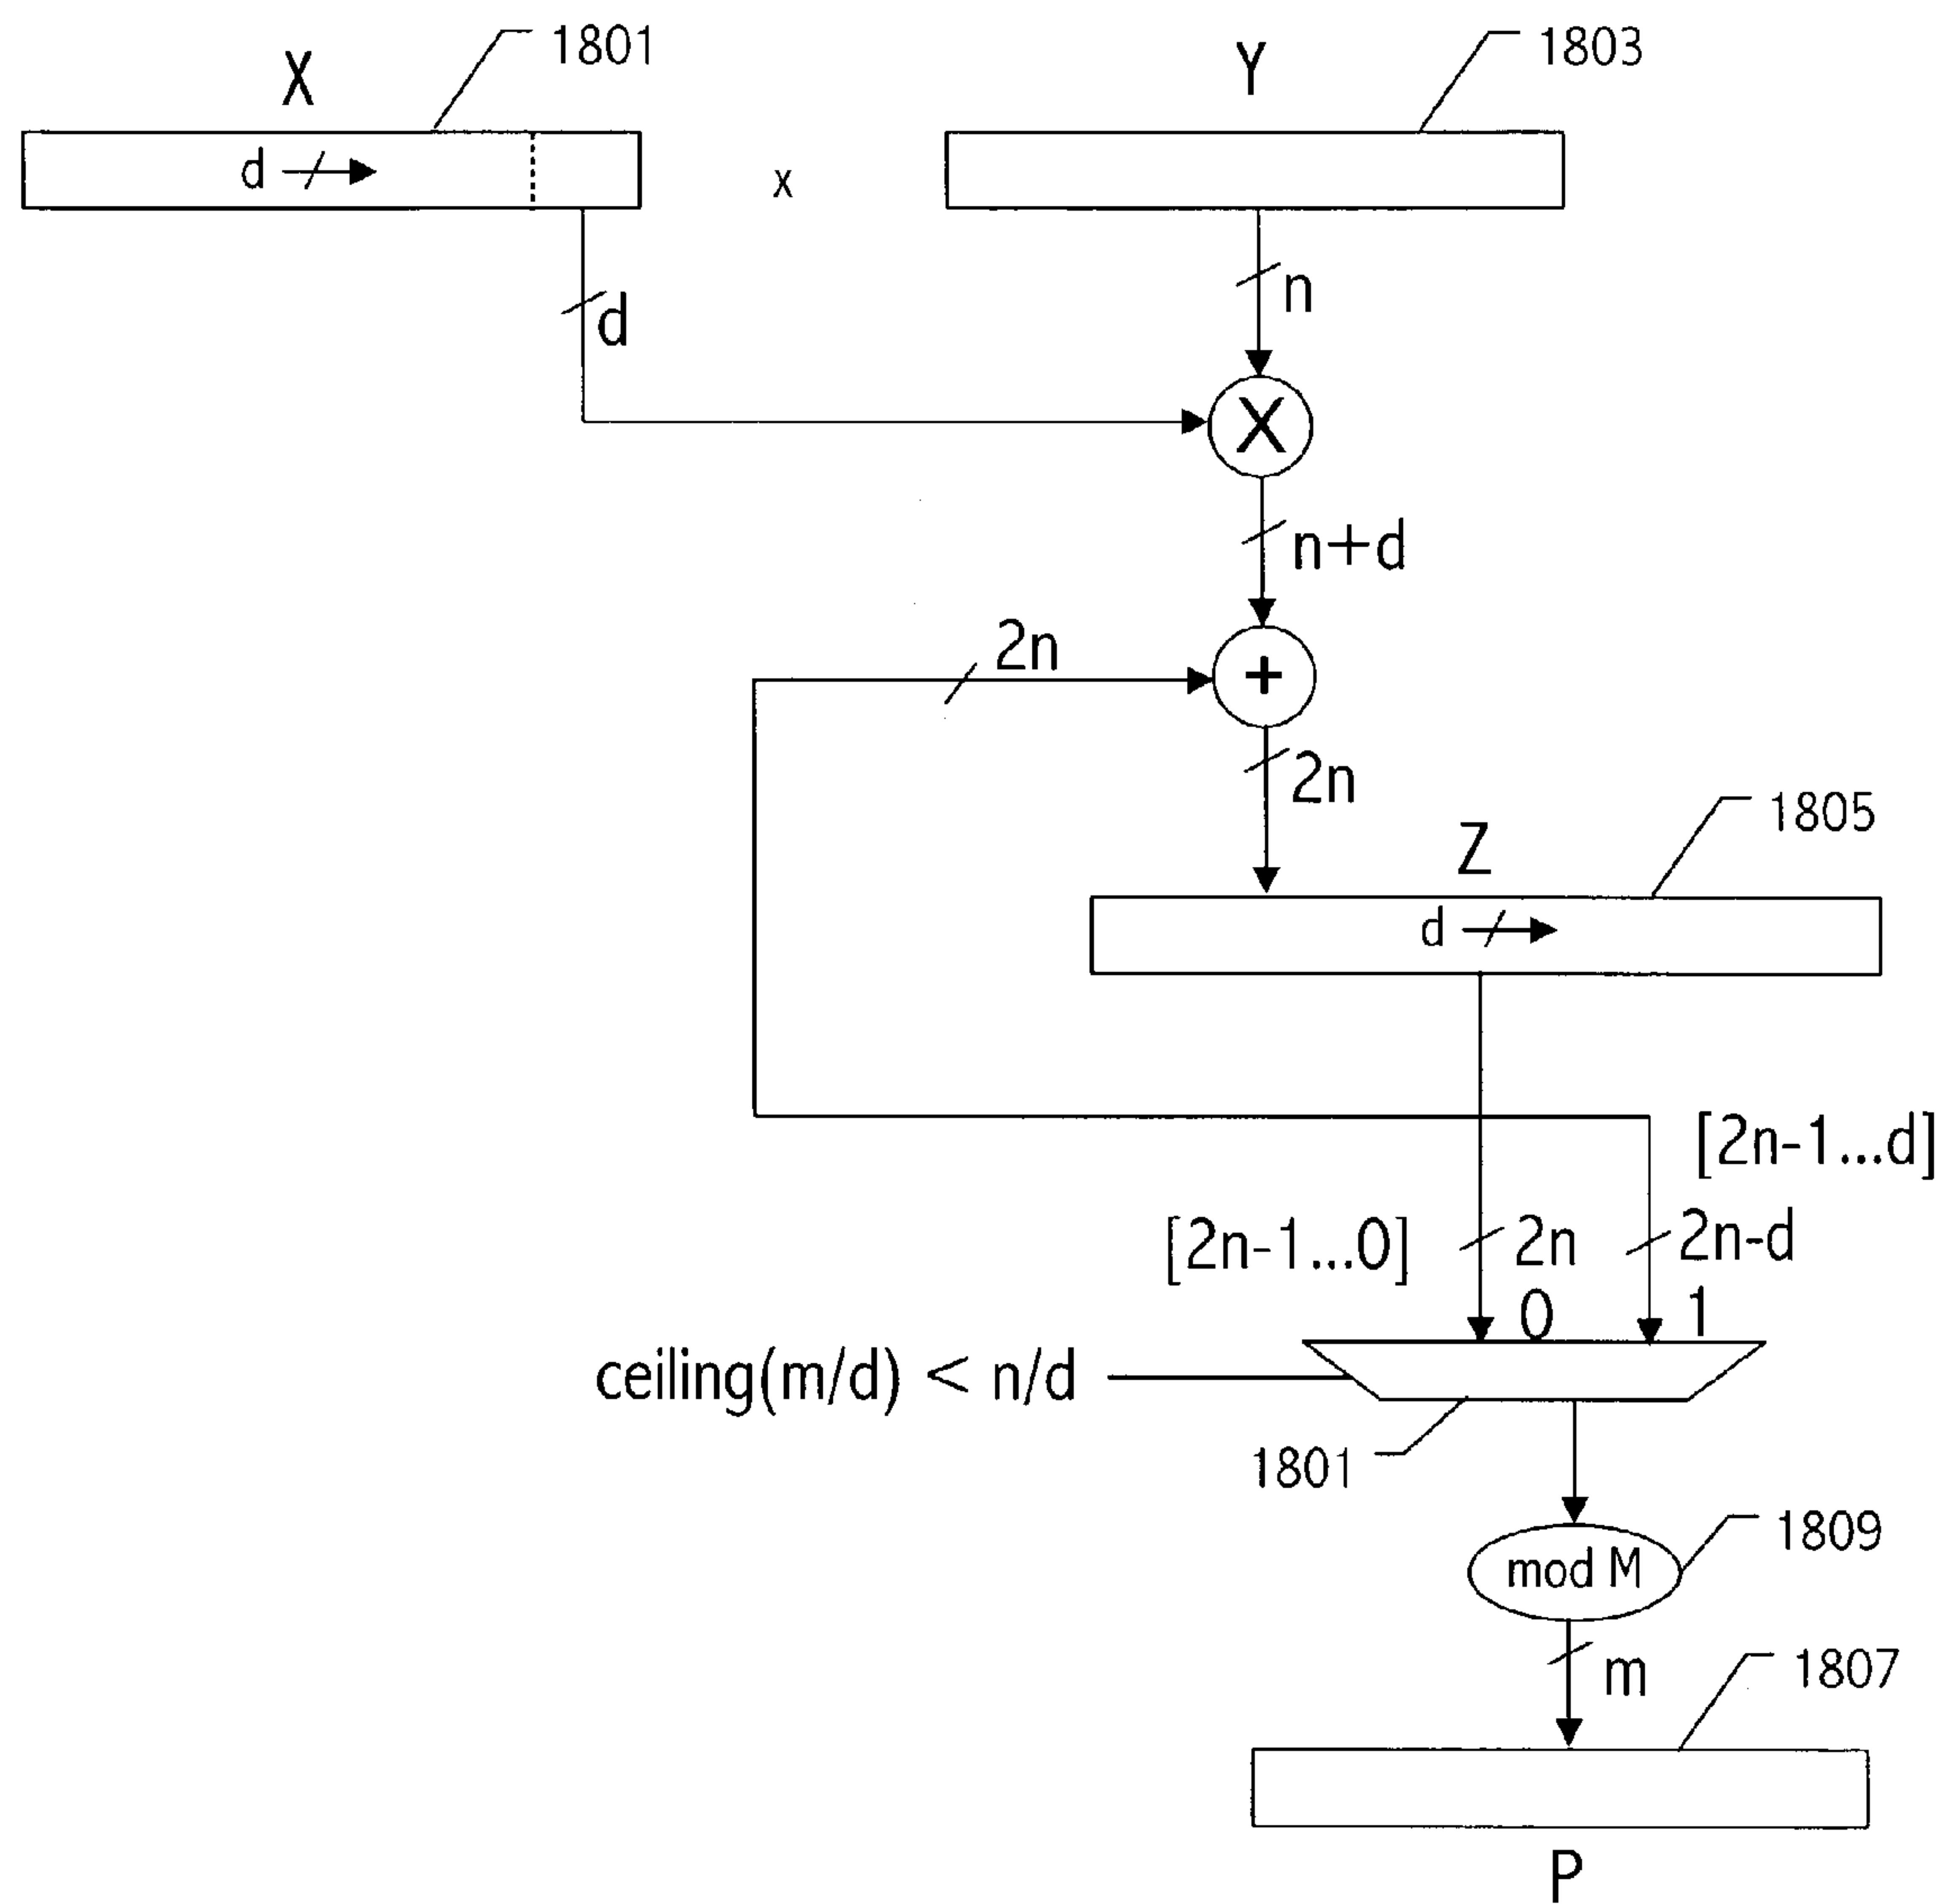 X
1801
Y
1803
d
x
d
n
X
n+d
2n
+
2n
Z
1805
d
[2n-1...d]
[2n-1...0]
2n
2n-d
0
1
ceiling(m/d) < n/d
1801
mod M
1809
m
1807
P